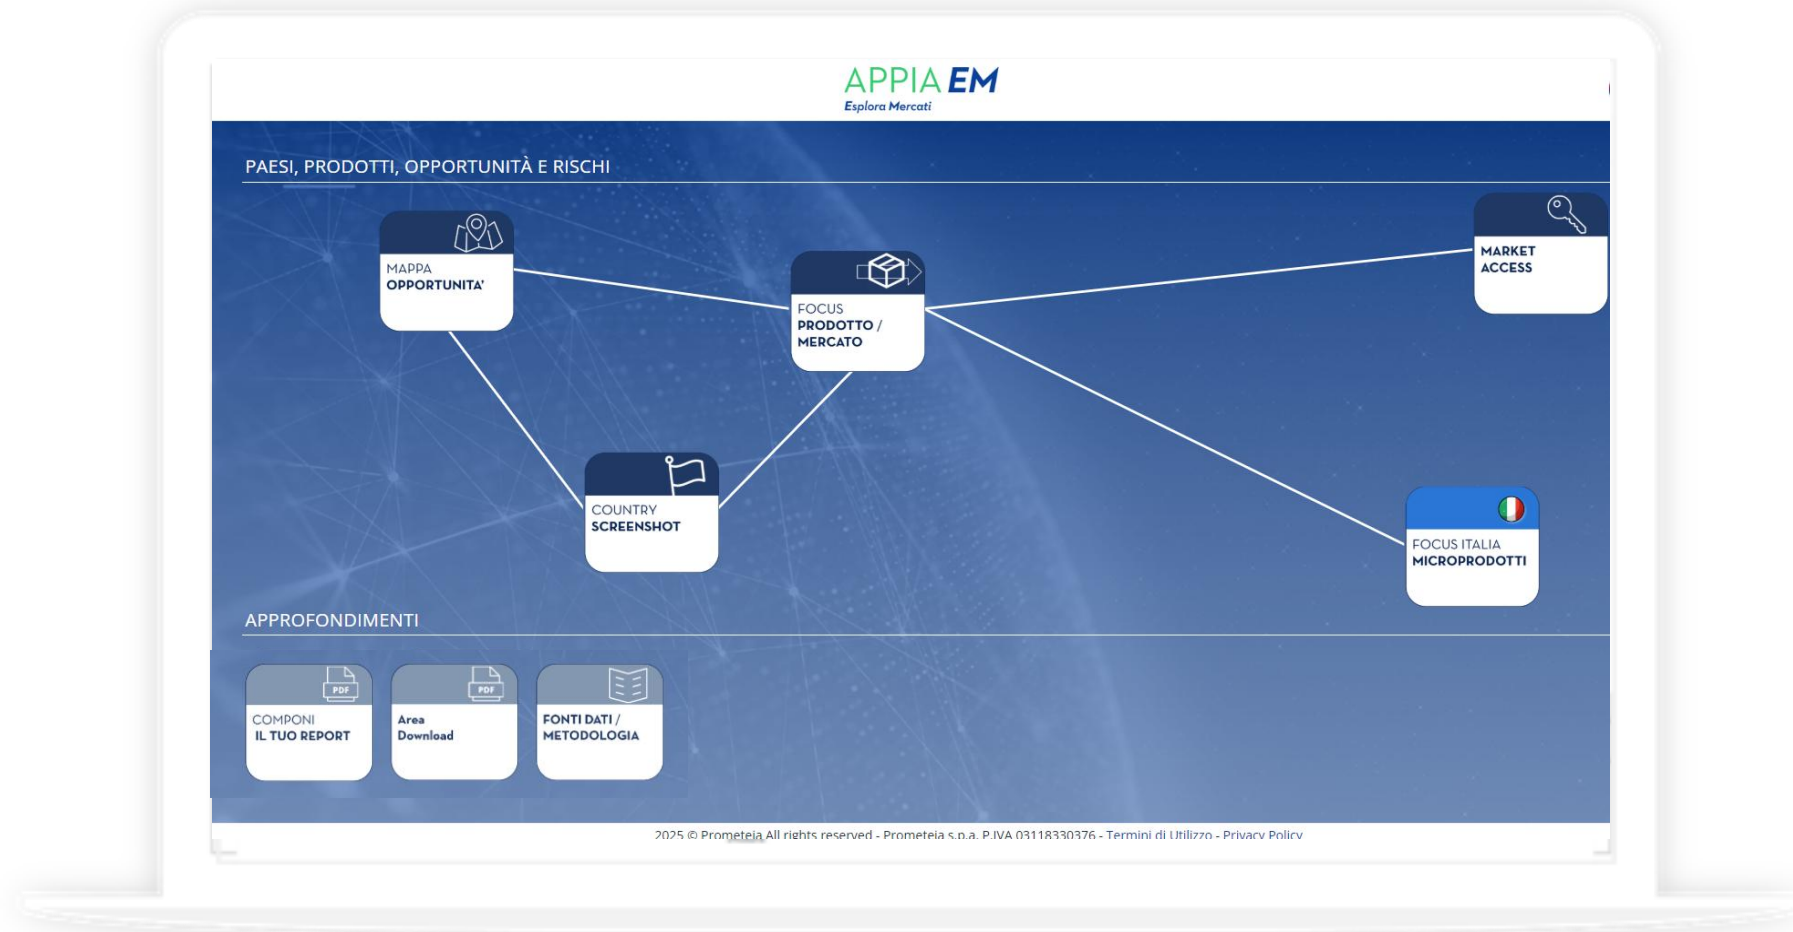 APPIA EM
Esplora Mercati
PAESI, PRODOTTI, OPPORTUNITÀ E RISCHI
MAPPA
OPPORTUNITA'
FOCUS
PRODOTTO /
MERCATO
MARKET
ACCESS
COUNTRY
SCREENSHOT
FOCUS ITALIA
MICROPRODOTTI
APPROFONDIMENTI
PDF
COMPONI
IL TUO REPORT
PDF
Area
Download
FONTI DATI /
METODOLOGIA
2025 © Prometeia All rights reserved - Prometeia s.p.a. P.IVA 03118330376 - Termini di Utilizzo - Privacy Policy